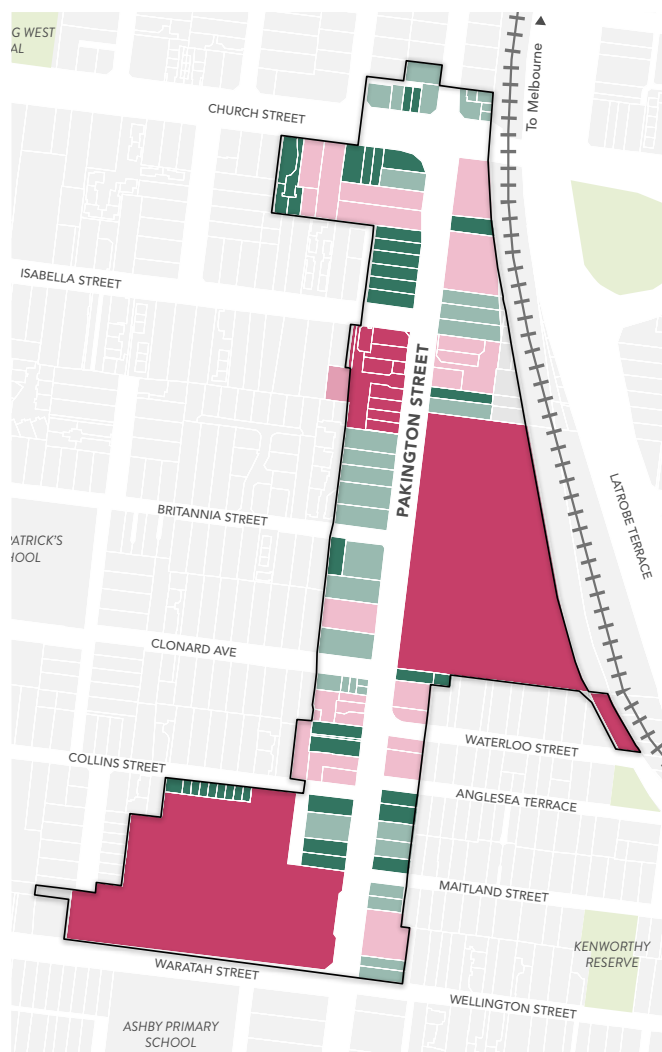 G WEST
AL
To Melbourne
CHURCH STREET
ISABELLA STREET
PAKINGTON STREET
LATROBE TERRACE
BRITANNIA STREET
PATRICK'S
HOOL
CLONARD AVE
WATERLOO STREET
COLLINS STREET
ANGLESEA TERRACE
MAITLAND STREET
KENWORTHY
RESERVE
WARATAH STREET
WELLINGTON STREET
ASHBY PRIMARY
SCHOOL